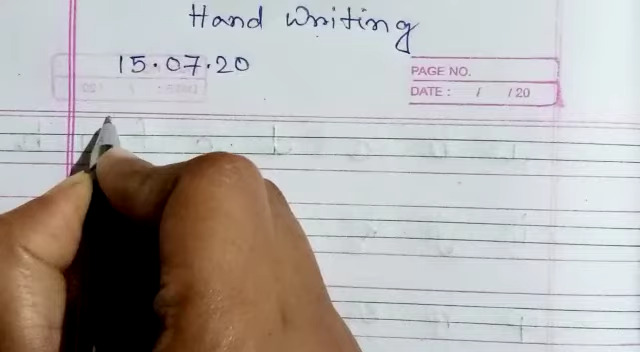 Hand Writing
15.07.20
PAGE NO.
DATE : / / 20